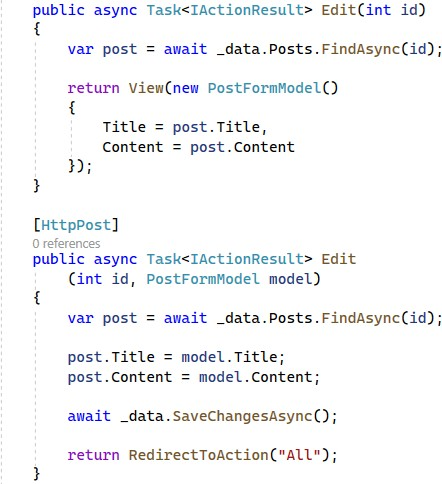 public async Task<IActionResult> Edit(int id)
{
    var post = await _data.Posts.FindAsync(id);

    return View(new PostFormModel()
    {
        Title = post.Title,
        Content = post.Content
    });
}

[HttpPost]
0 references
public async Task<IActionResult> Edit
    (int id, PostFormModel model)
{
    var post = await _data.Posts.FindAsync(id);

    post.Title = model.Title;
    post.Content = model.Content;

    await _data.SaveChangesAsync();

    return RedirectToAction("All");
}